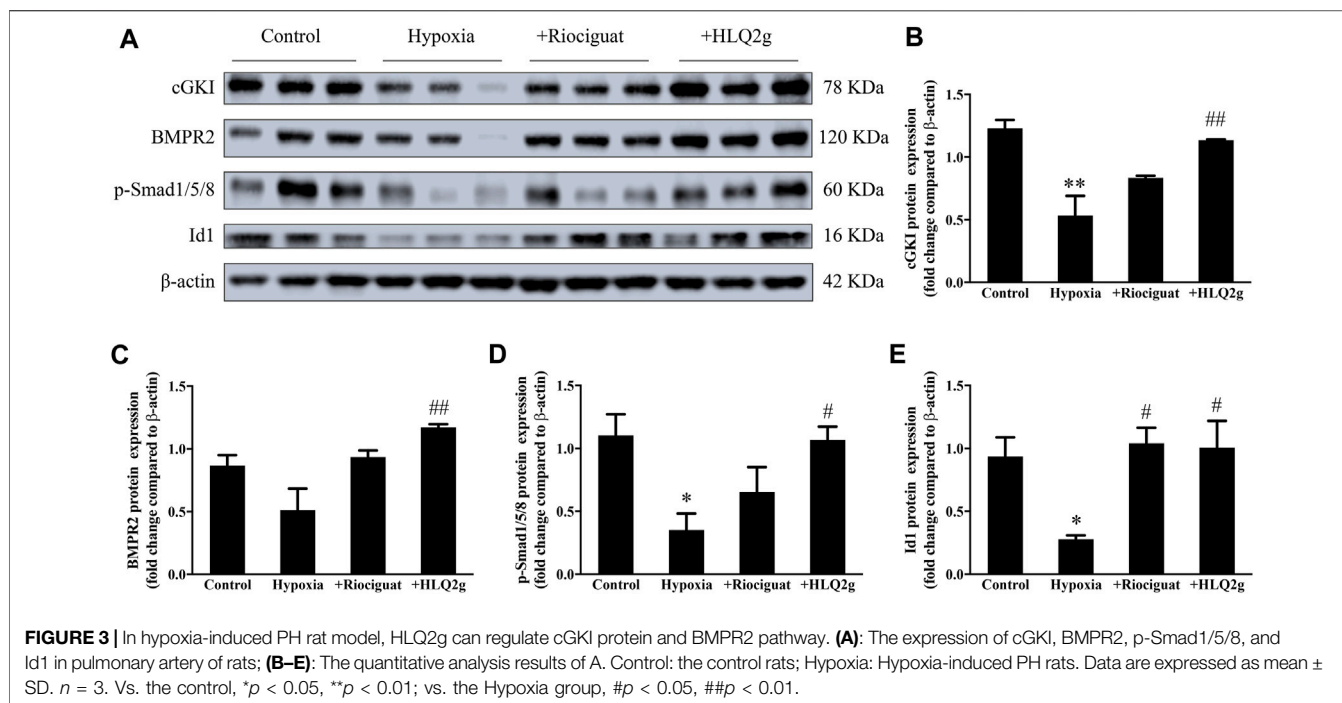 A
Control Hypoxia +Riociguat +HLQ2g
cGKI 78 KDa
BMPR2 120 KDa
p-Smad1/5/8 60 KDa
Id1 16 KDa
β-actin 42 KDa
B
cGKI protein expression
(fold change compared to β-actin)
1.5
1.0
0.5
0.0
**
##
Control Hypoxia +Riociguat +HLQ2g
C
BMPR2 protein expression
(fold change compared to β-actin)
1.5
1.0
0.5
0.0
##
Control Hypoxia +Riociguat +HLQ2g
D
p-Smad1/5/8 protein expression
(fold change compared to β-actin)
1.5
1.0
0.5
0.0
*
#
Control Hypoxia +Riociguat +HLQ2g
E
Id1 protein expression
(fold change compared to β-actin)
1.5
1.0
0.5
0.0
*
#
#
Control Hypoxia +Riociguat +HLQ2g
FIGURE 3 | In hypoxia-induced PH rat model, HLQ2g can regulate cGKI protein and BMPR2 pathway. (A): The expression of cGKI, BMPR2, p-Smad1/5/8, and
Id1 in pulmonary artery of rats; (B–E): The quantitative analysis results of A. Control: the control rats; Hypoxia: Hypoxia-induced PH rats. Data are expressed as mean ±
SD. n = 3. Vs. the control, *p < 0.05, **p < 0.01; vs. the Hypoxia group, #p < 0.05, ##p < 0.01.